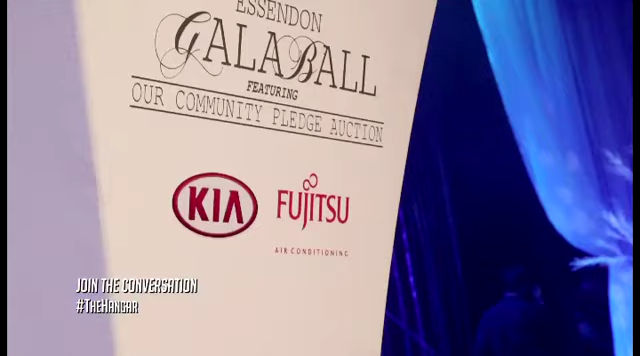 ESSENDON
GALA BALL
FEATURING
OUR COMMUNITY PLEDGE AUCTION
KIA
FUJITSU
AIR CONDITIONING
JOIN THE CONVERSATION
#THEHANGAR